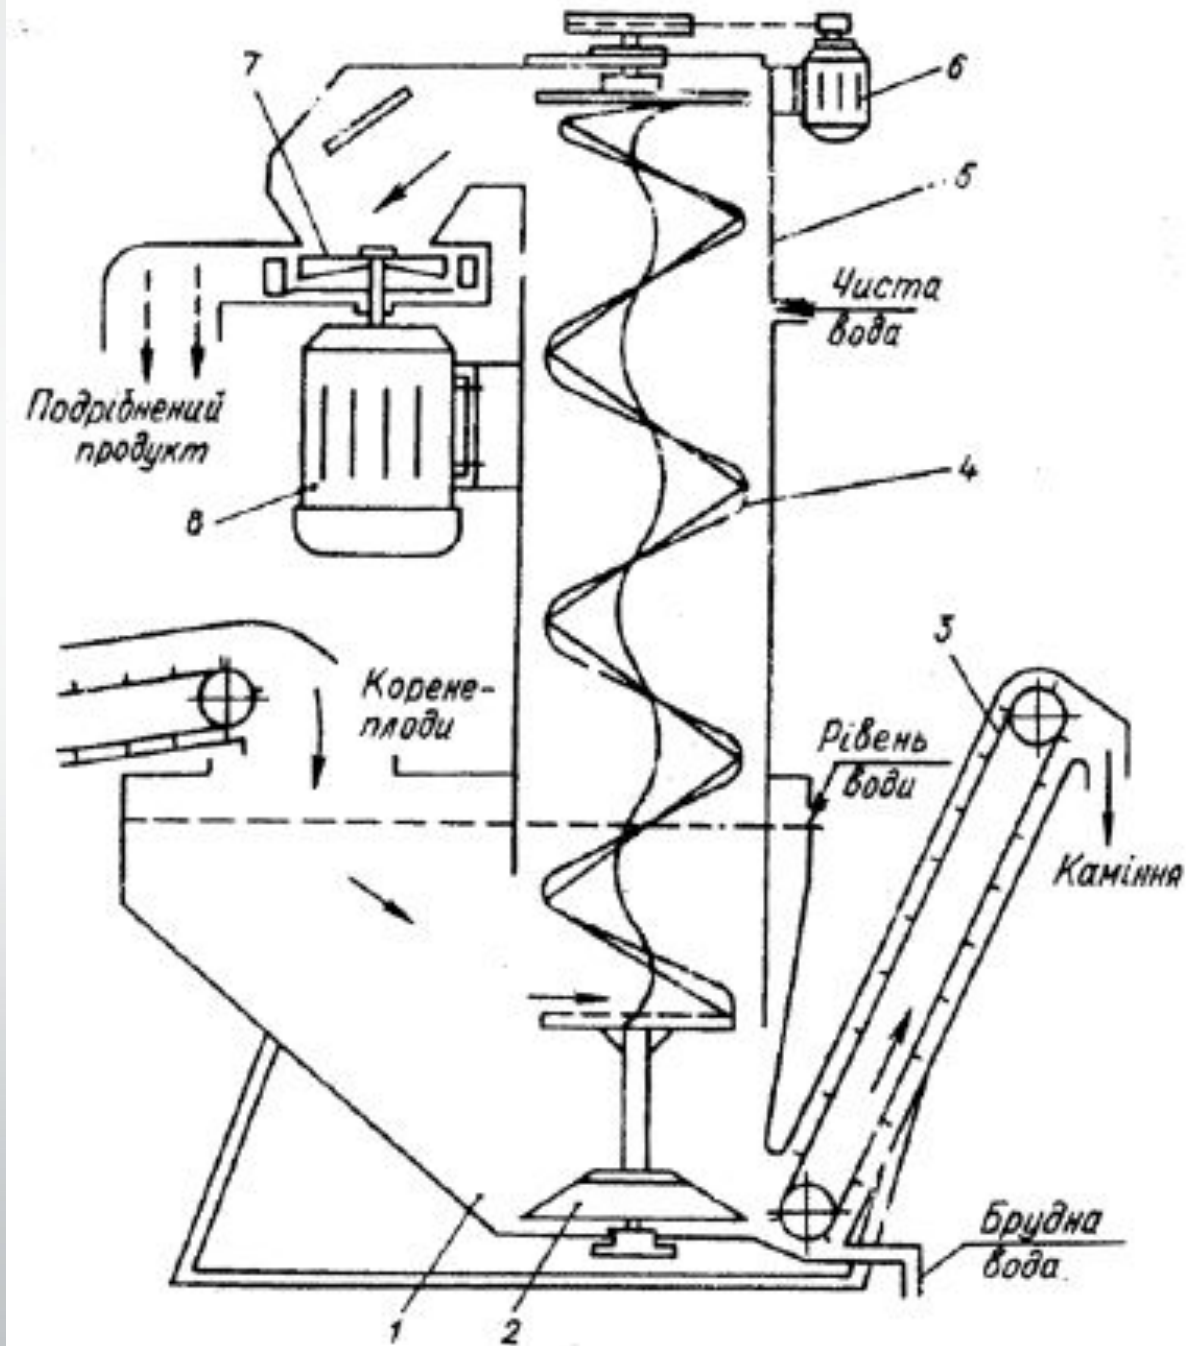 7
6
5
Чиста
вода
Подрібнений
продукт
8
4
3
Корене-
плоди
Рівень
води
Каміння
Брудна
вода
1
2